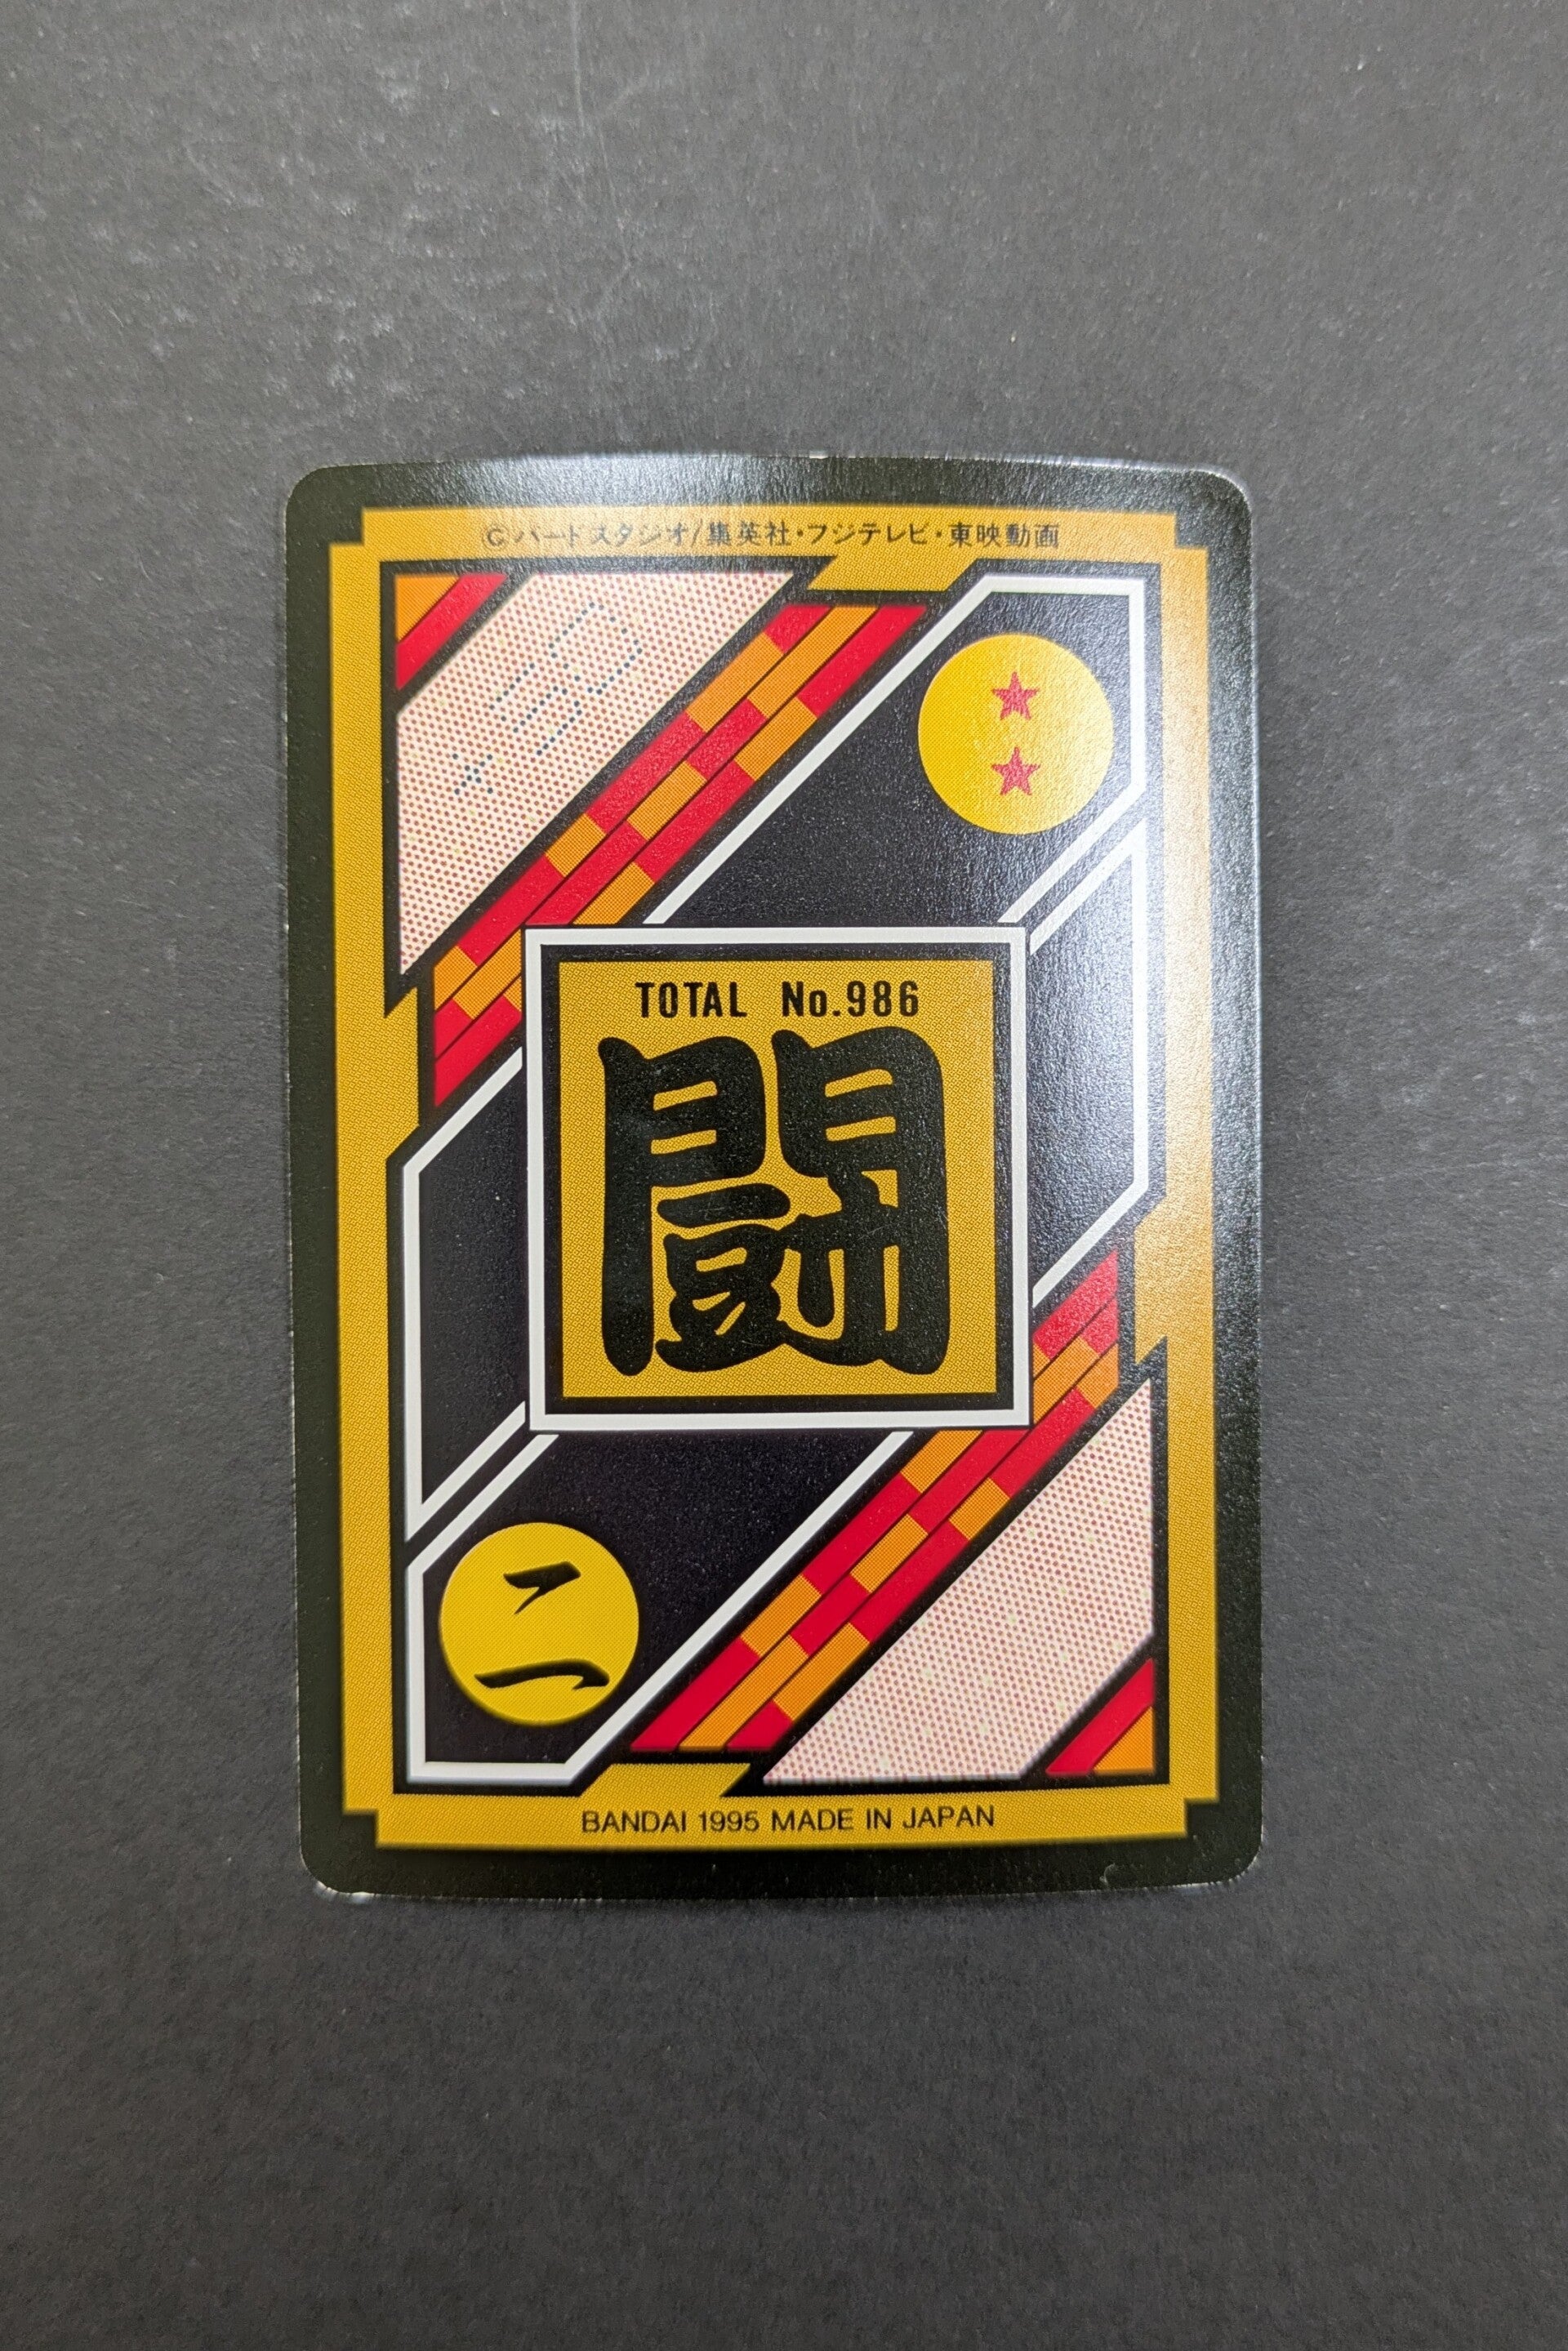 ©バードスタジオ/集英社・フジテレビ・東映動画
TOTAL No.986
闘
二
BANDAI 1995 MADE IN JAPAN